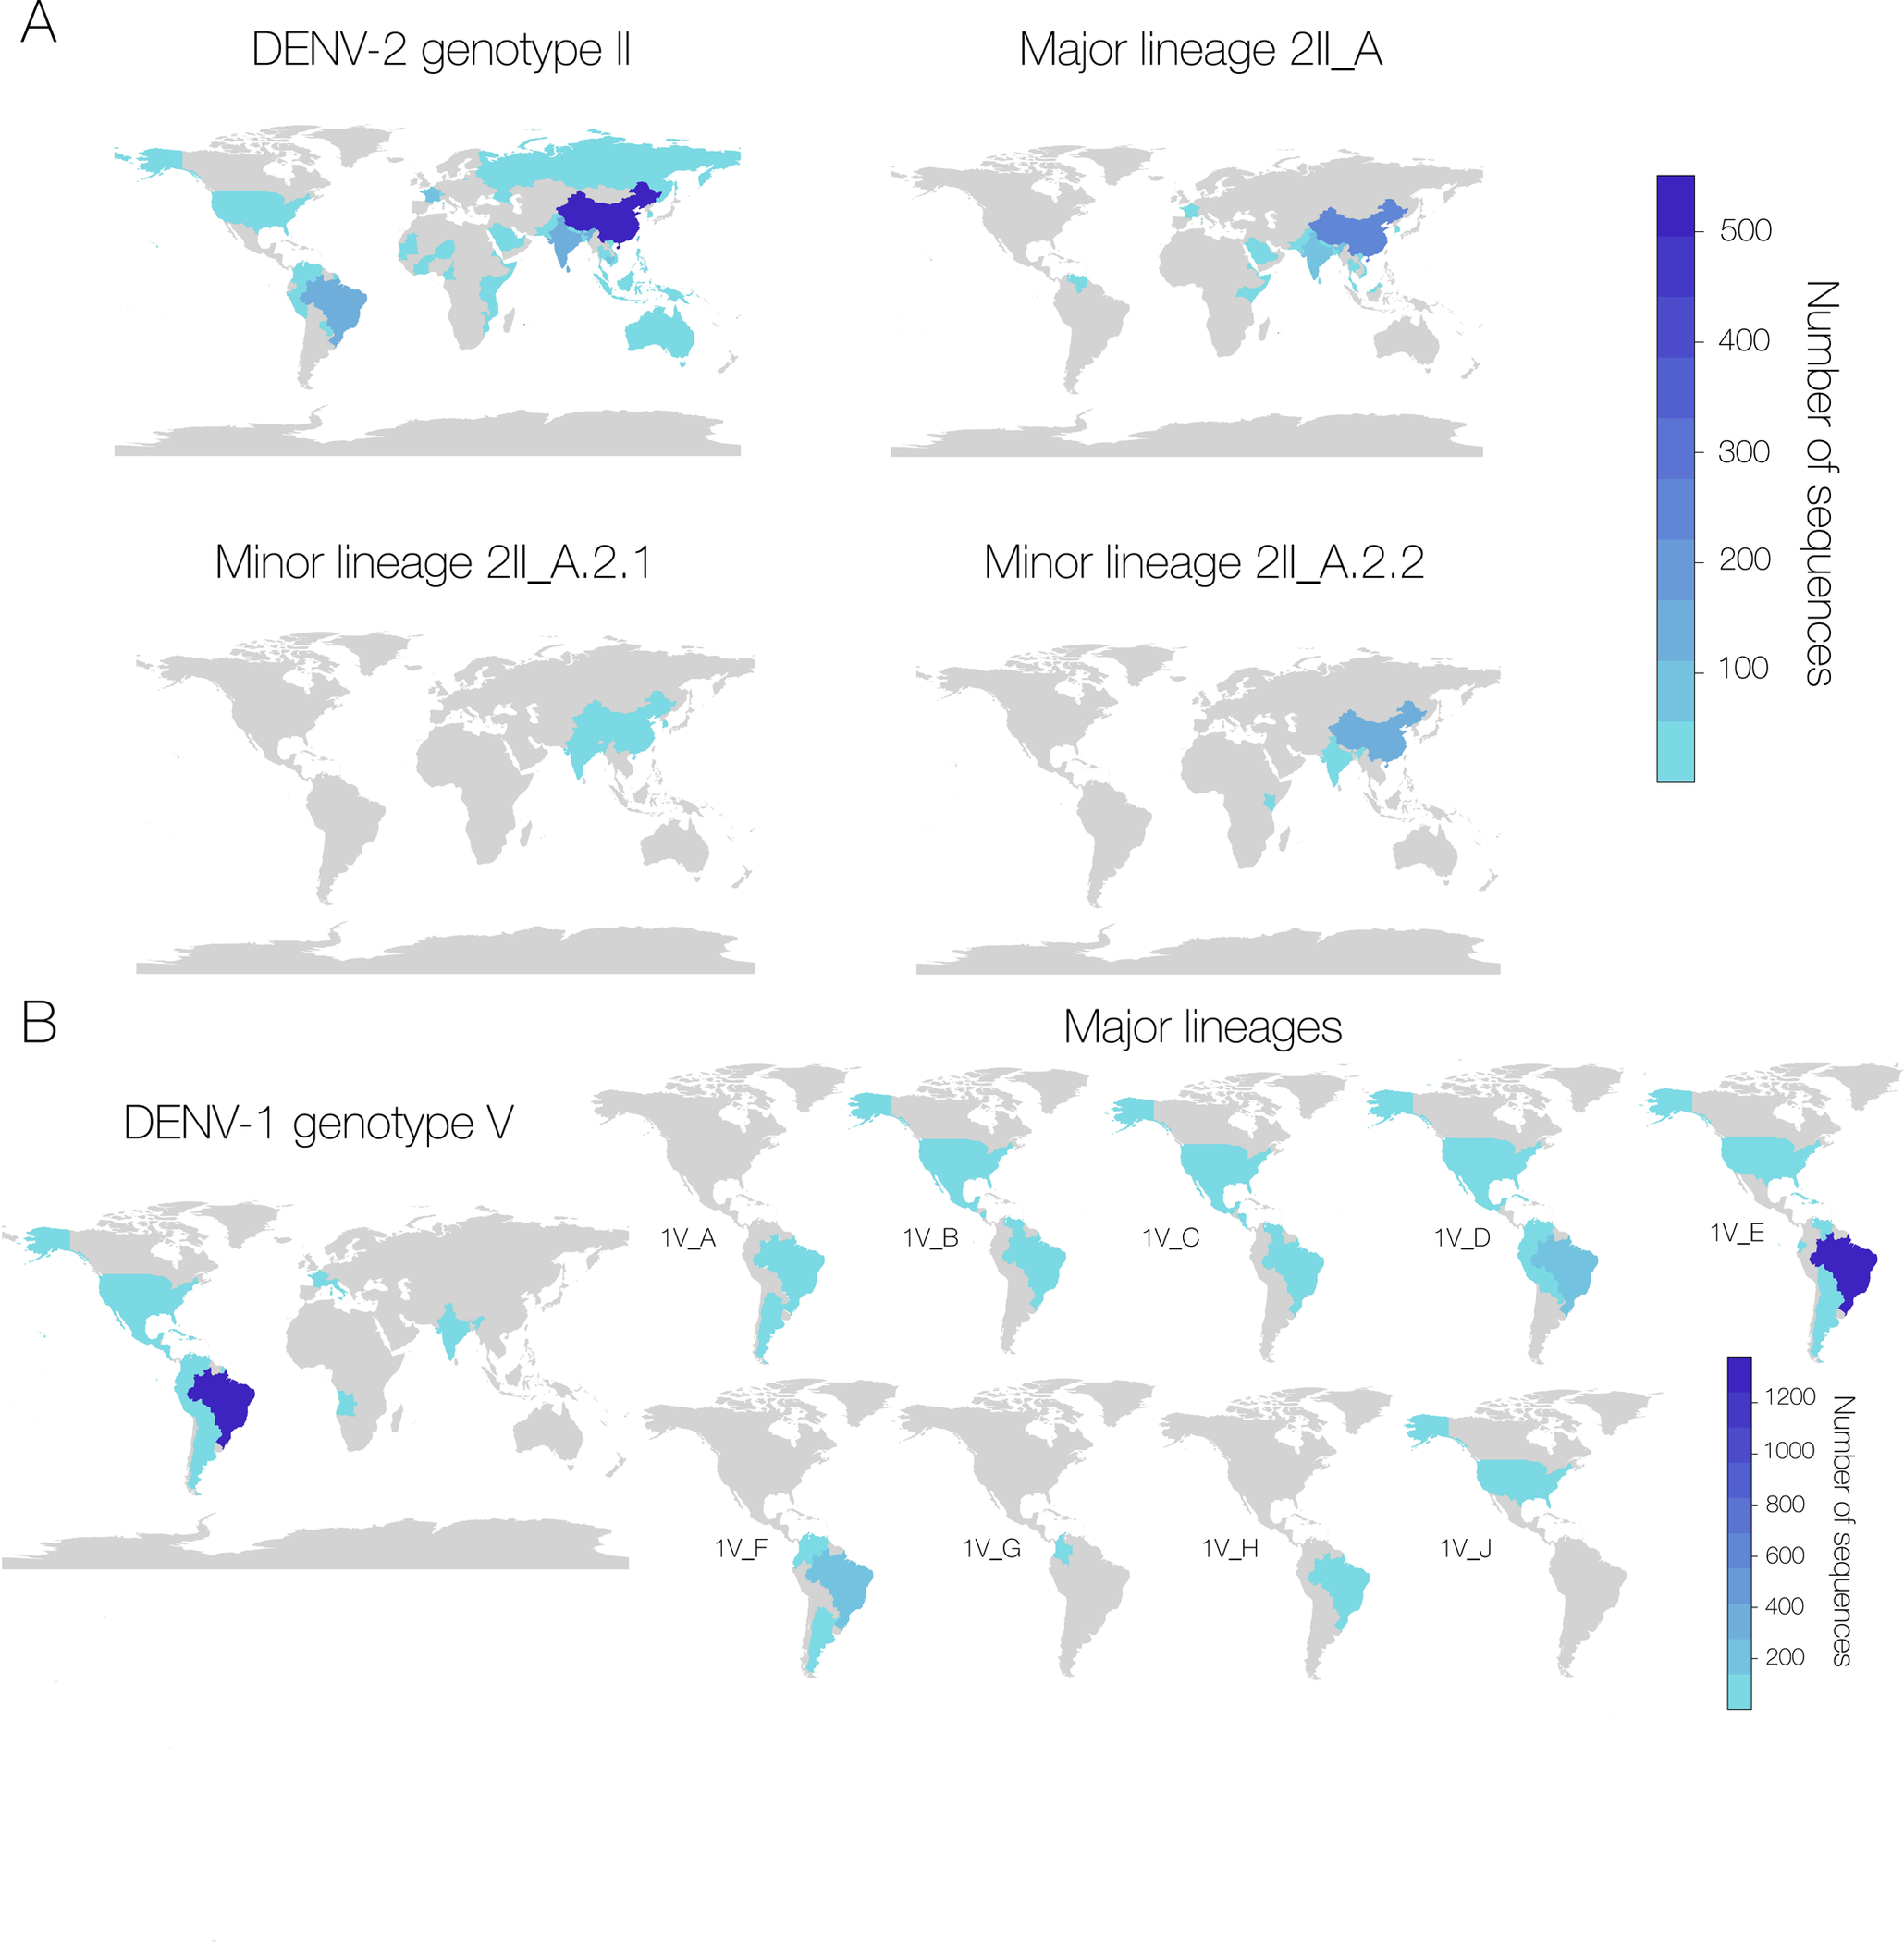 A
DENV-2 genotype II
Major lineage 2II_A
500
400
300
200
100
Number of sequences
Minor lineage 2II_A.2.1
Minor lineage 2II_A.2.2
B
Major lineages
DENV-1 genotype V
1V_A
1V_B
1V_C
1V_D
1V_E
1V_F
1V_G
1V_H
1V_J
1200
1000
800
600
400
200
Number of sequences